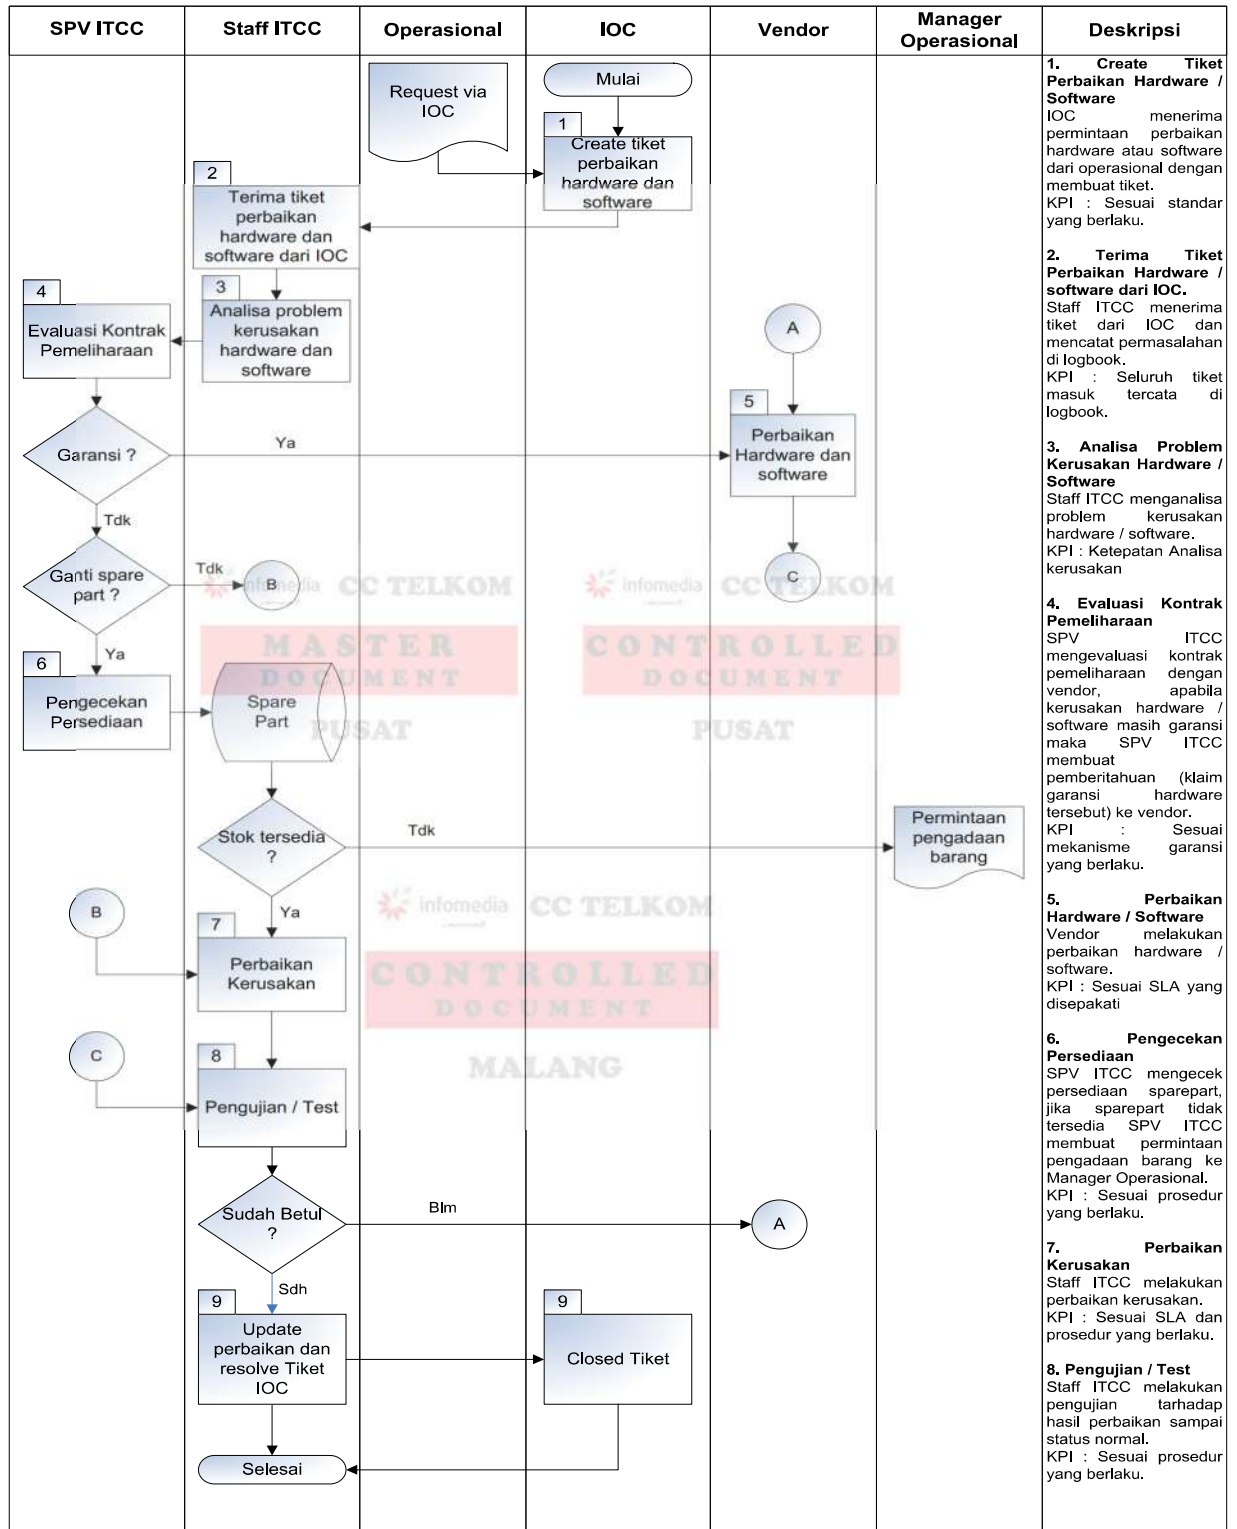 SPV ITCC
Staff ITCC
Operasional
IOC
Vendor
Manager
Operasional
Deskripsi
Request via
IOC
Mulai
1
Create tiket
perbaikan
hardware dan
software
2
Terima tiket
perbaikan
hardware dan
software dari IOC
3
Analisa problem
kerusakan
hardware dan
software
4
Evaluasi Kontrak
Pemeliharaan
A
5
Perbaikan
Hardware dan
software
Garansi ?
Ya
Tdk
Ganti spare
part ?
Tdk
B
C
Ya
6
Pengecekan
Persediaan
Spare
Part
Stok tersedia
?
Tdk
Permintaan
pengadaan
barang
Ya
B
7
Perbaikan
Kerusakan
C
8
Pengujian / Test
Sudah Betul
?
Blm
A
Sdh
9
Update
perbaikan dan
resolve Tiket
IOC
9
Closed Tiket
Selesai
infomedia CC TELKOM
MASTER
DOCUMENT
PUSAT
infomedia CC TELKOM
CONTROLLED
DOCUMENT
PUSAT
infomedia CC TELKOM
CONTROLLED
DOCUMENT
MALANG
1. Create Tiket
Perbaikan Hardware /
Software
IOC menerima
permintaan perbaikan
hardware atau software
dari operasional dengan
membuat tiket.
KPI : Sesuai standar
yang berlaku.
2. Terima Tiket
Perbaikan Hardware /
software dari IOC.
Staff ITCC menerima
tiket dari IOC dan
mencatat permasalahan
di logbook.
KPI : Seluruh tiket
masuk tercata di
logbook.
3. Analisa Problem
Kerusakan Hardware /
Software
Staff ITCC menganalisa
problem kerusakan
hardware / software.
KPI : Ketepatan Analisa
kerusakan
4. Evaluasi Kontrak
Pemeliharaan
SPV ITCC
mengevaluasi kontrak
pemeliharaan dengan
vendor, apabila
kerusakan hardware /
software masih garansi
maka SPV ITCC
membuat
pemberitahuan (klaim
garansi hardware
tersebut) ke vendor.
KPI : Sesuai
mekanisme garansi
yang berlaku.
5. Perbaikan
Hardware / Software
Vendor melakukan
perbaikan hardware /
software.
KPI : Sesuai SLA yang
disepakati
6. Pengecekan
Persediaan
SPV ITCC mengecek
persediaan sparepart,
jika sparepart tidak
tersedia SPV ITCC
membuat permintaan
pengadaan barang ke
Manager Operasional.
KPI : Sesuai prosedur
yang berlaku.
7. Perbaikan
Kerusakan
Staff ITCC melakukan
perbaikan kerusakan.
KPI : Sesuai SLA dan
prosedur yang berlaku.
8. Pengujian / Test
Staff ITCC melakukan
pengujian tarhadap
hasil perbaikan sampai
status normal.
KPI : Sesuai prosedur
yang berlaku.